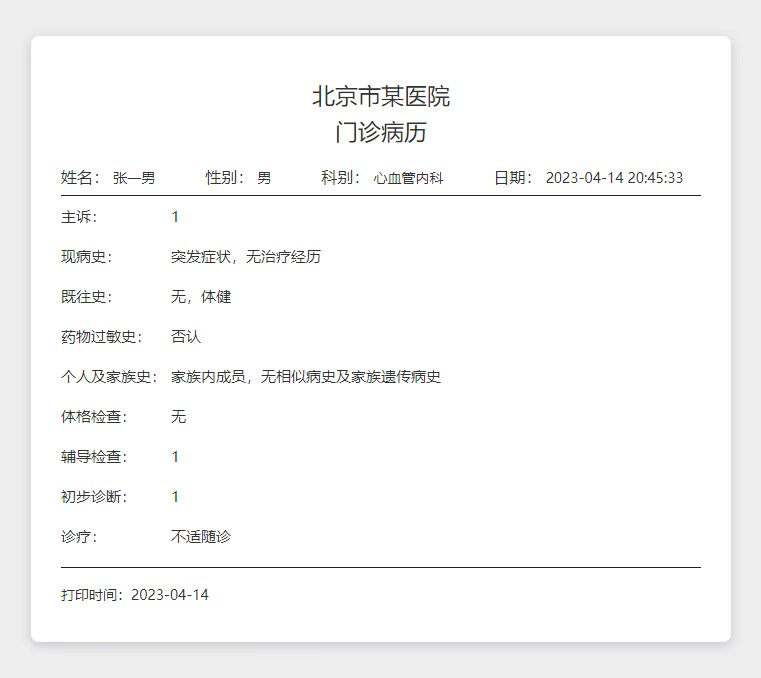 北京市某医院
门诊病历
姓名： 张一男 性别： 男 科别： 心血管内科 日期： 2023-04-14 20:45:33
主诉： 1
现病史： 突发症状，无治疗经历
既往史： 无，体健
药物过敏史： 否认
个人及家族史： 家族内成员，无相似病史及家族遗传病史
体格检查： 无
辅导检查： 1
初步诊断： 1
诊疗： 不适随诊
打印时间：2023-04-14